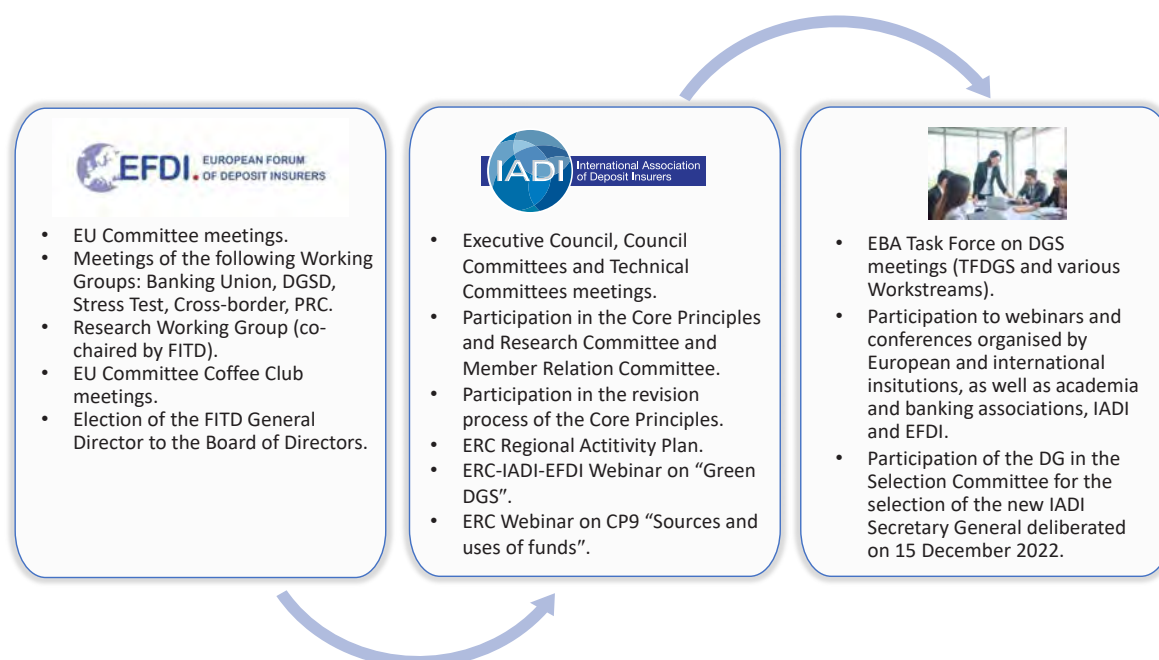 EFDI. EUROPEAN FORUM
OF DEPOSIT INSURERS
• EU Committee meetings.
• Meetings of the following Working
Groups: Banking Union, DGSD,
Stress Test, Cross-border, PRC.
• Research Working Group (co-
chaired by FITD).
• EU Committee Coffee Club
meetings.
• Election of the FITD General
Director to the Board of Directors.
IADI International Association
of Deposit Insurers
• Executive Council, Council
Committees and Technical
Committees meetings.
• Participation in the Core Principles
and Research Committee and
Member Relation Committee.
• Participation in the revision
process of the Core Principles.
• ERC Regional Actitivity Plan.
• ERC-IADI-EFDI Webinar on “Green
DGS”.
• ERC Webinar on CP9 “Sources and
uses of funds”.
• EBA Task Force on DGS
meetings (TFDGS and various
Workstreams).
• Participation to webinars and
conferences organised by
European and international
insitutions, as well as academia
and banking associations, IADI
and EFDI.
• Participation of the DG in the
Selection Committee for the
selection of the new IADI
Secretary General deliberated
on 15 December 2022.